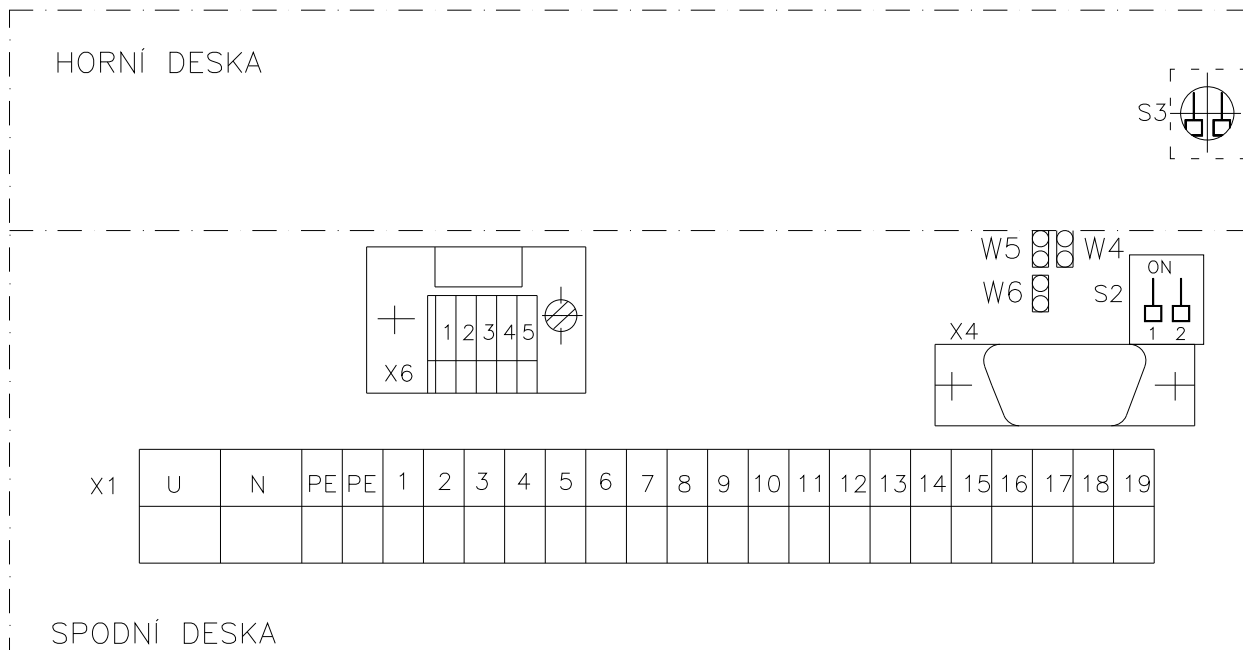 HORNÍ DESKA
S3
W5 W4
ON
W6 S2
1 2 3 4 5
1 2
X4
X6
X1 U N PE PE 1 2 3 4 5 6 7 8 9 10 11 12 13 14 15 16 17 18 19
SPODNÍ DESKA